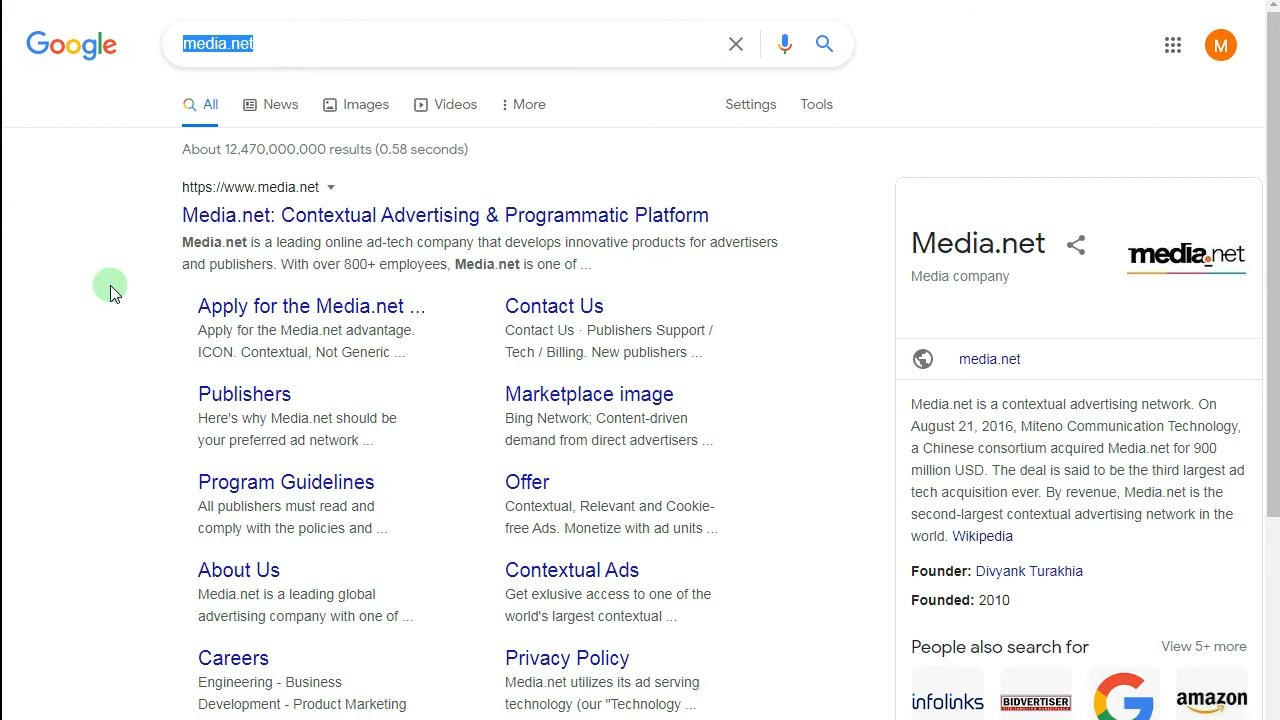 Google
media.net
M
All
News
Images
Videos
More
Settings
Tools
About 12,470,000,000 results (0.58 seconds)
https://www.media.net
Media.net: Contextual Advertising & Programmatic Platform
Media.net is a leading online ad-tech company that develops innovative products for advertisers
and publishers. With over 800+ employees, Media.net is one of ...
Apply for the Media.net ...
Apply for the Media.net advantage.
ICON. Contextual, Not Generic ...
Contact Us
Contact Us · Publishers Support /
Tech / Billing. New publishers ...
Publishers
Here's why Media.net should be
your preferred ad network ...
Marketplace image
Bing Network; Content-driven
demand from direct advertisers ...
Program Guidelines
All publishers must read and
comply with the policies and ...
Offer
Contextual, Relevant and Cookie-
free Ads. Monetize with ad units ...
About Us
Media.net is a leading global
advertising company with one of ...
Contextual Ads
Get exlusive access to one of the
world's largest contextual ...
Careers
Engineering - Business
Development - Product Marketing
Privacy Policy
Media.net utilizes its ad serving
technology (our "Technology ...
Media.net
Media company
media.net
media.net
Media.net is a contextual advertising network. On
August 21, 2016, Miteno Communication Technology,
a Chinese consortium acquired Media.net for 900
million USD. The deal is said to be the third largest ad
tech acquisition ever. By revenue, Media.net is the
second-largest contextual advertising network in the
world. Wikipedia
Founder: Divyank Turakhia
Founded: 2010
People also search for
View 5+ more
infolinks
BIDVERTISER
G
amazon